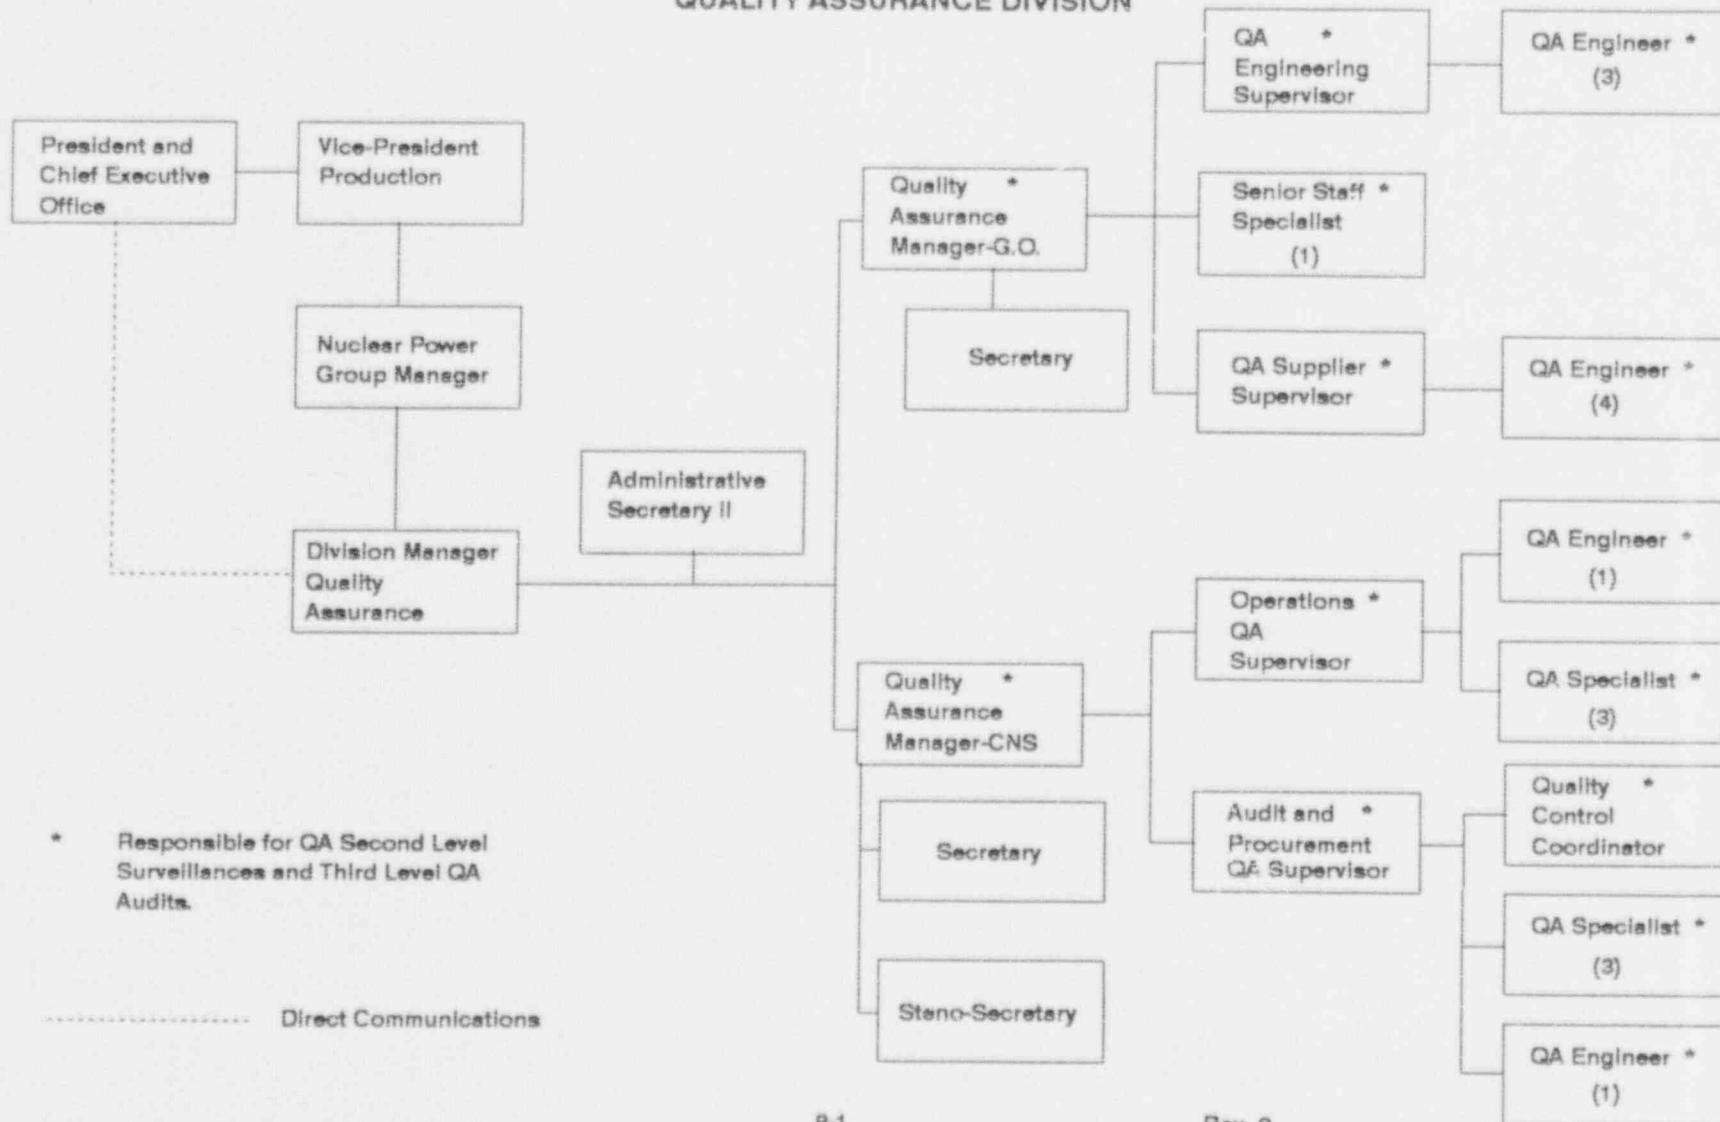 QUALITY ASSURANCE DIVISION
President and
Chief Executive
Office
Vice-President
Production
Nuclear Power
Group Manager
Division Manager
Quality
Assurance
Administrative
Secretary II
Quality *
Assurance
Manager-G.O.
Secretary
QA *
Engineering
Supervisor
QA Engineer *
(3)
Senior Staff *
Specialist
(1)
QA Supplier *
Supervisor
QA Engineer *
(4)
Quality *
Assurance
Manager-CNS
Secretary
Steno-Secretary
Operations *
QA
Supervisor
QA Engineer *
(1)
QA Specialist *
(3)
Audit and *
Procurement
QA Supervisor
Quality *
Control
Coordinator
QA Specialist *
(3)
QA Engineer *
(1)
* Responsible for QA Second Level
Surveillances and Third Level QA
Audits.
Direct Communications